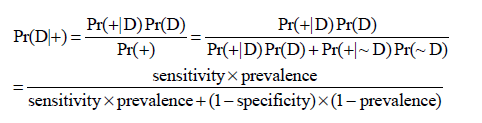 Pr(D|+) = Pr(+|D) Pr(D) / Pr(+) = Pr(+|D) Pr(D) / Pr(+|D) Pr(D) + Pr(+|~ D) Pr(~ D)
= sensitivity × prevalence / sensitivity × prevalence + (1 − specificity) × (1 − prevalence)